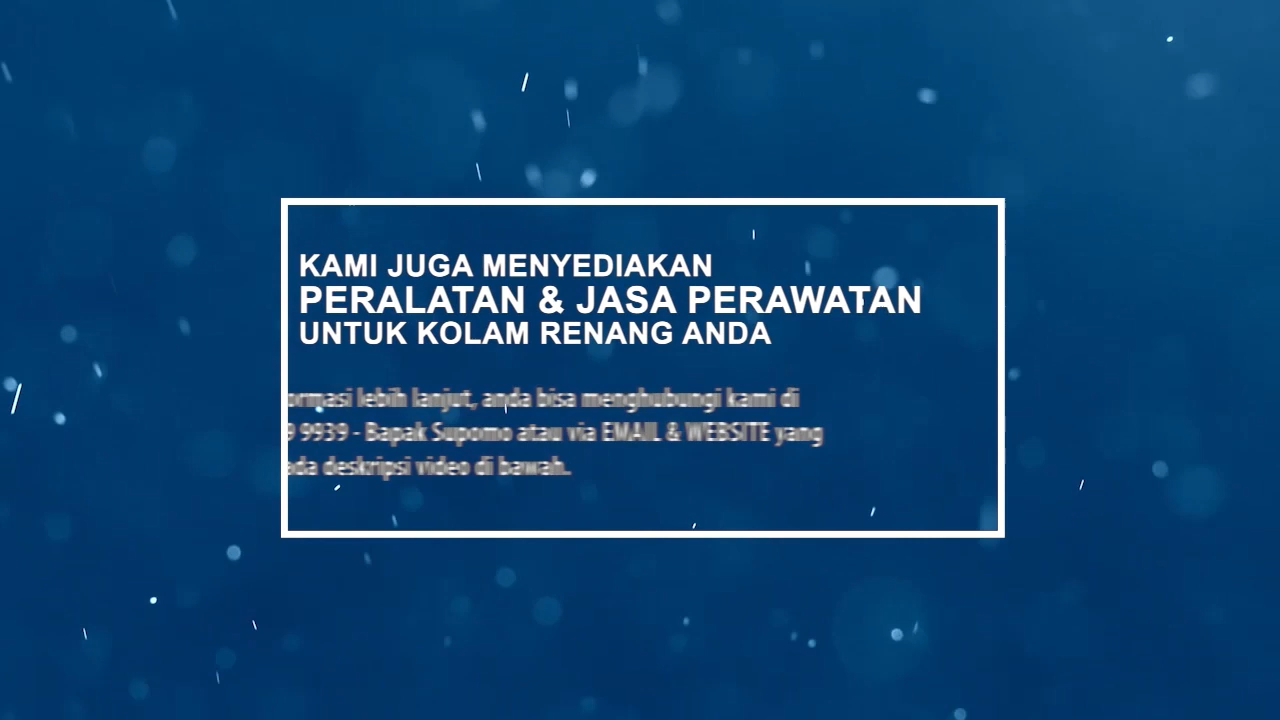 KAMI JUGA MENYEDIAKAN
PERALATAN & JASA PERAWATAN
UNTUK KOLAM RENANG ANDA
ormasi lebih lanjut, anda bisa menghubungi kami di
9 9939 - Bapak Supomo atau via EMAIL & WEBSITE yang
ada deskripsi video di bawah.